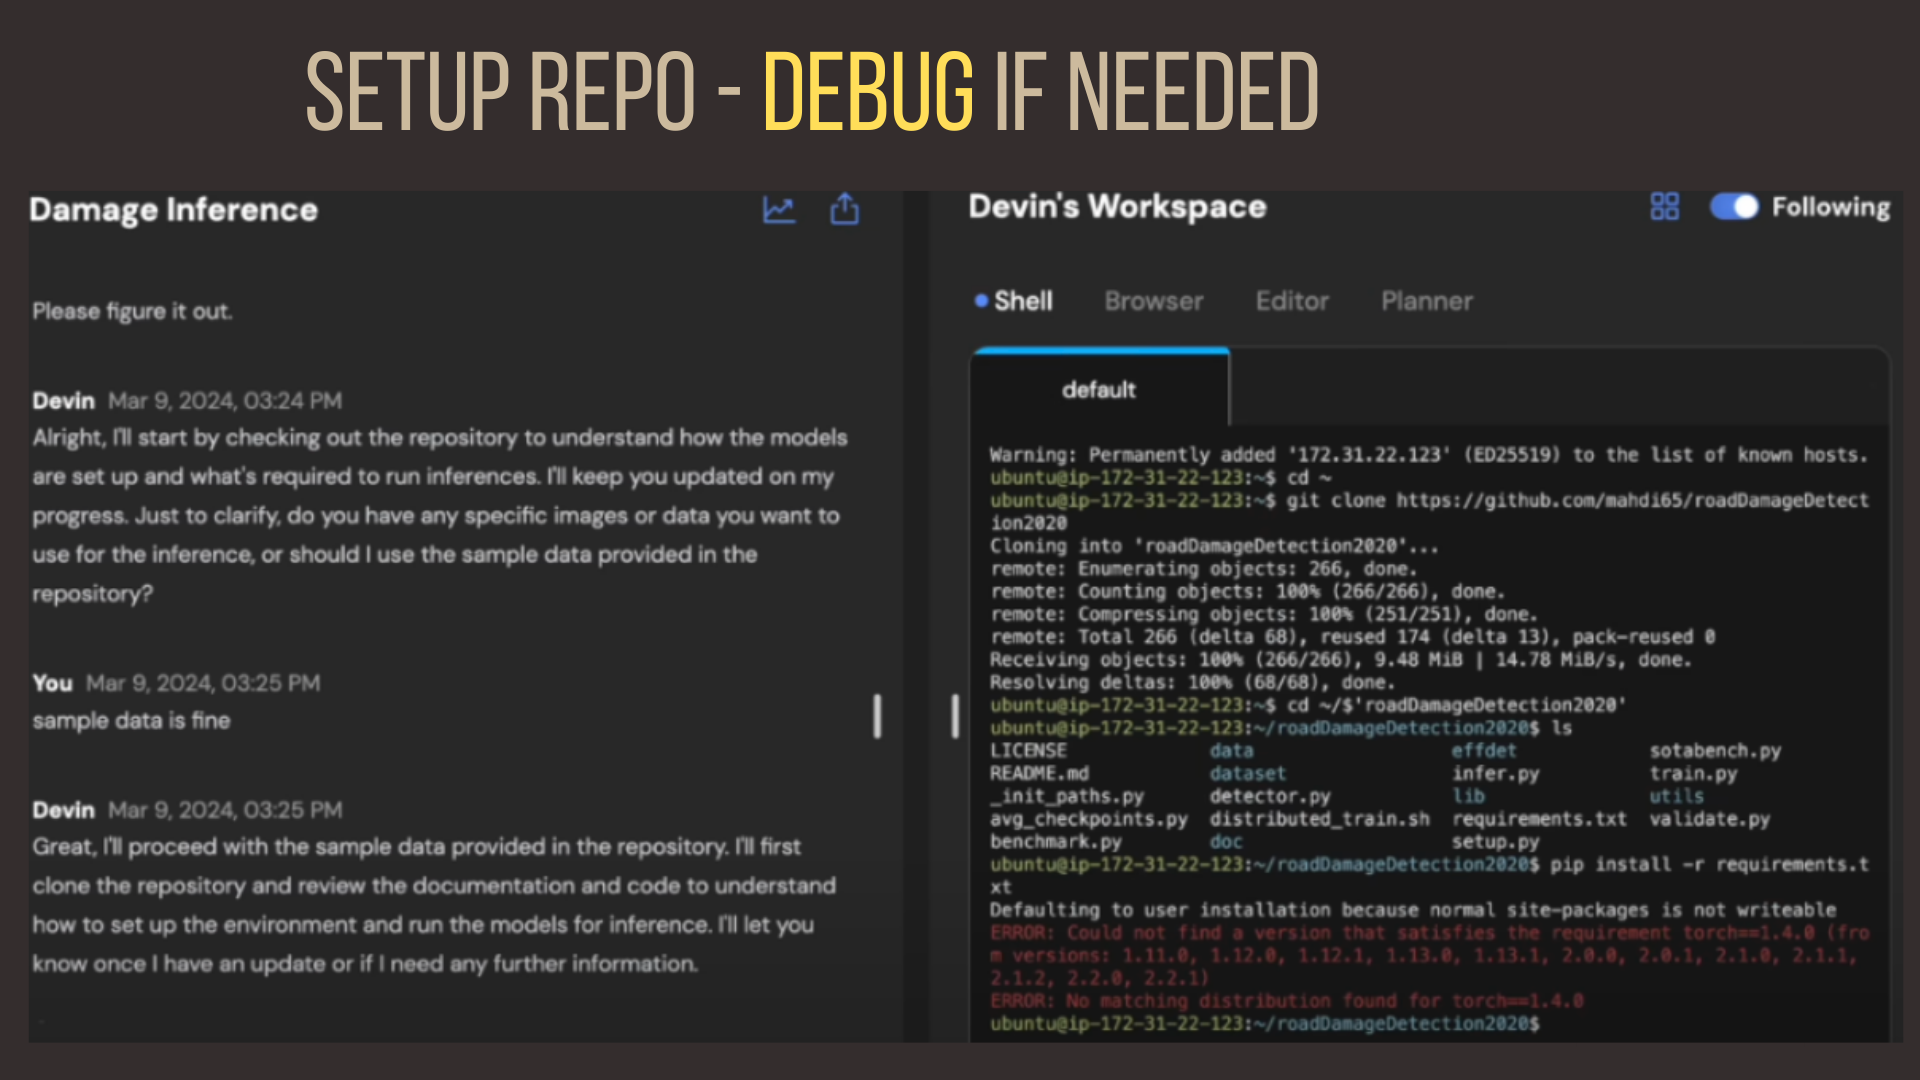 SETUP REPO - DEBUG IF NEEDED
Damage Inference
Please figure it out.
Devin Mar 9, 2024, 03:24 PM
Alright, I'll start by checking out the repository to understand how the models
are set up and what's required to run inferences. I'll keep you updated on my
progress. Just to clarify, do you have any specific images or data you want to
use for the inference, or should I use the sample data provided in the
repository?
You Mar 9, 2024, 03:25 PM
sample data is fine
Devin Mar 9, 2024, 03:25 PM
Great, I'll proceed with the sample data provided in the repository. I'll first
clone the repository and review the documentation and code to understand
how to set up the environment and run the models for inference. I'll let you
know once I have an update or if I need any further information.
Devin's Workspace
Following
Shell Browser Editor Planner
default
Warning: Permanently added '172.31.22.123' (ED25519) to the list of known hosts.
ubuntu@ip-172-31-22-123:~$ cd ~
ubuntu@ip-172-31-22-123:~$ git clone https://github.com/mahdi65/roadDamageDetect
ion2020
Cloning into 'roadDamageDetection2020'...
remote: Enumerating objects: 266, done.
remote: Counting objects: 100% (266/266), done.
remote: Compressing objects: 100% (251/251), done.
remote: Total 266 (delta 68), reused 174 (delta 13), pack-reused 0
Receiving objects: 100% (266/266), 9.48 MiB | 14.78 MiB/s, done.
Resolving deltas: 100% (68/68), done.
ubuntu@ip-172-31-22-123:~$ cd ~/$'roadDamageDetection2020'
ubuntu@ip-172-31-22-123:~/roadDamageDetection2020$ ls
LICENSE data effdet sotabench.py
README.md dataset infer.py train.py
_init_paths.py detector.py lib utils
avg_checkpoints.py distributed_train.sh requirements.txt validate.py
benchmark.py doc setup.py
ubuntu@ip-172-31-22-123:~/roadDamageDetection2020$ pip install -r requirements.t
xt
Defaulting to user installation because normal site-packages is not writeable
ERROR: Could not find a version that satisfies the requirement torch==1.4.0 (fro
m versions: 1.11.0, 1.12.0, 1.12.1, 1.13.0, 1.13.1, 2.0.0, 2.0.1, 2.1.0, 2.1.1,
2.1.2, 2.2.0, 2.2.1)
ERROR: No matching distribution found for torch==1.4.0
ubuntu@ip-172-31-22-123:~/roadDamageDetection2020$